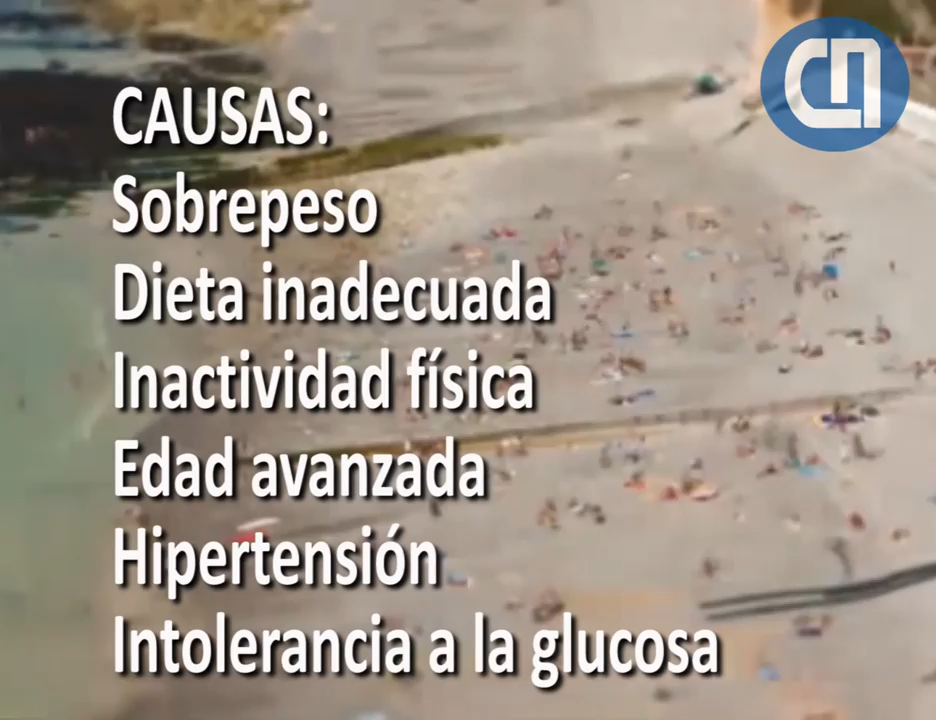 CAUSAS:
Sobrepeso
Dieta inadecuada
Inactividad física
Edad avanzada
Hipertensión
Intolerancia a la glucosa